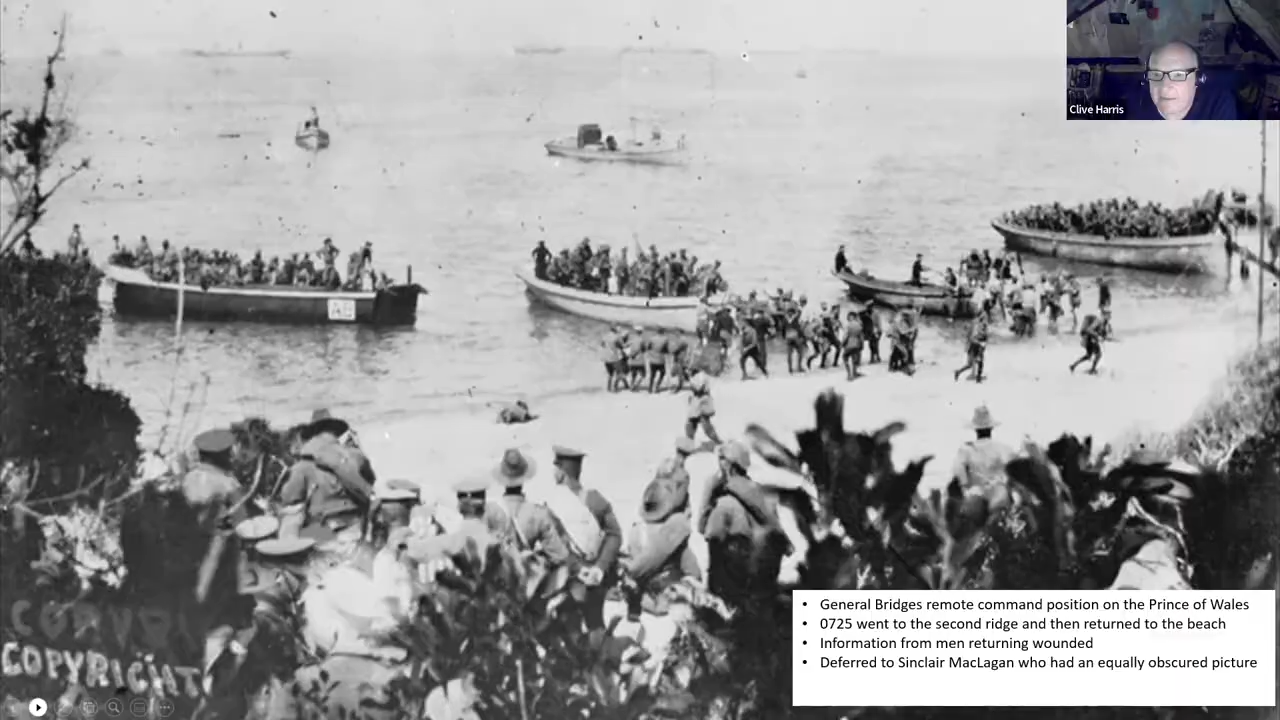 Clive Harris
A3
• General Bridges remote command position on the Prince of Wales
• 0725 went to the second ridge and then returned to the beach
• Information from men returning wounded
• Deferred to Sinclair MacLagan who had an equally obscured picture
COPYRIGHT
COPYRIGHT